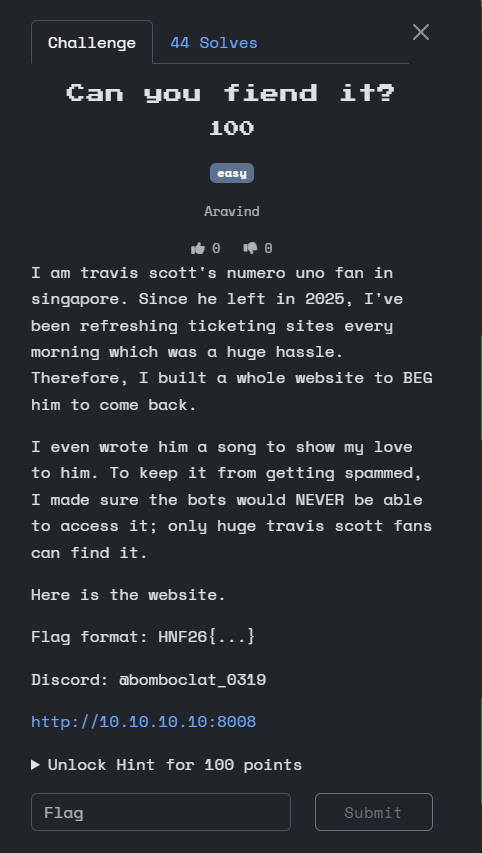 Challenge
44 Solves
Can you fiend it?
100
easy
Aravind
0 0
I am travis scott's numero uno fan in
singapore. Since he left in 2025, I've
been refreshing ticketing sites every
morning which was a huge hassle.
Therefore, I built a whole website to BEG
him to come back.
I even wrote him a song to show my love
to him. To keep it from getting spammed,
I made sure the bots would NEVER be able
to access it; only huge travis scott fans
can find it.
Here is the website.
Flag format: HNF26{...}
Discord: @bomboclat_0319
http://10.10.10.10:8008
Unlock Hint for 100 points
Flag
Submit